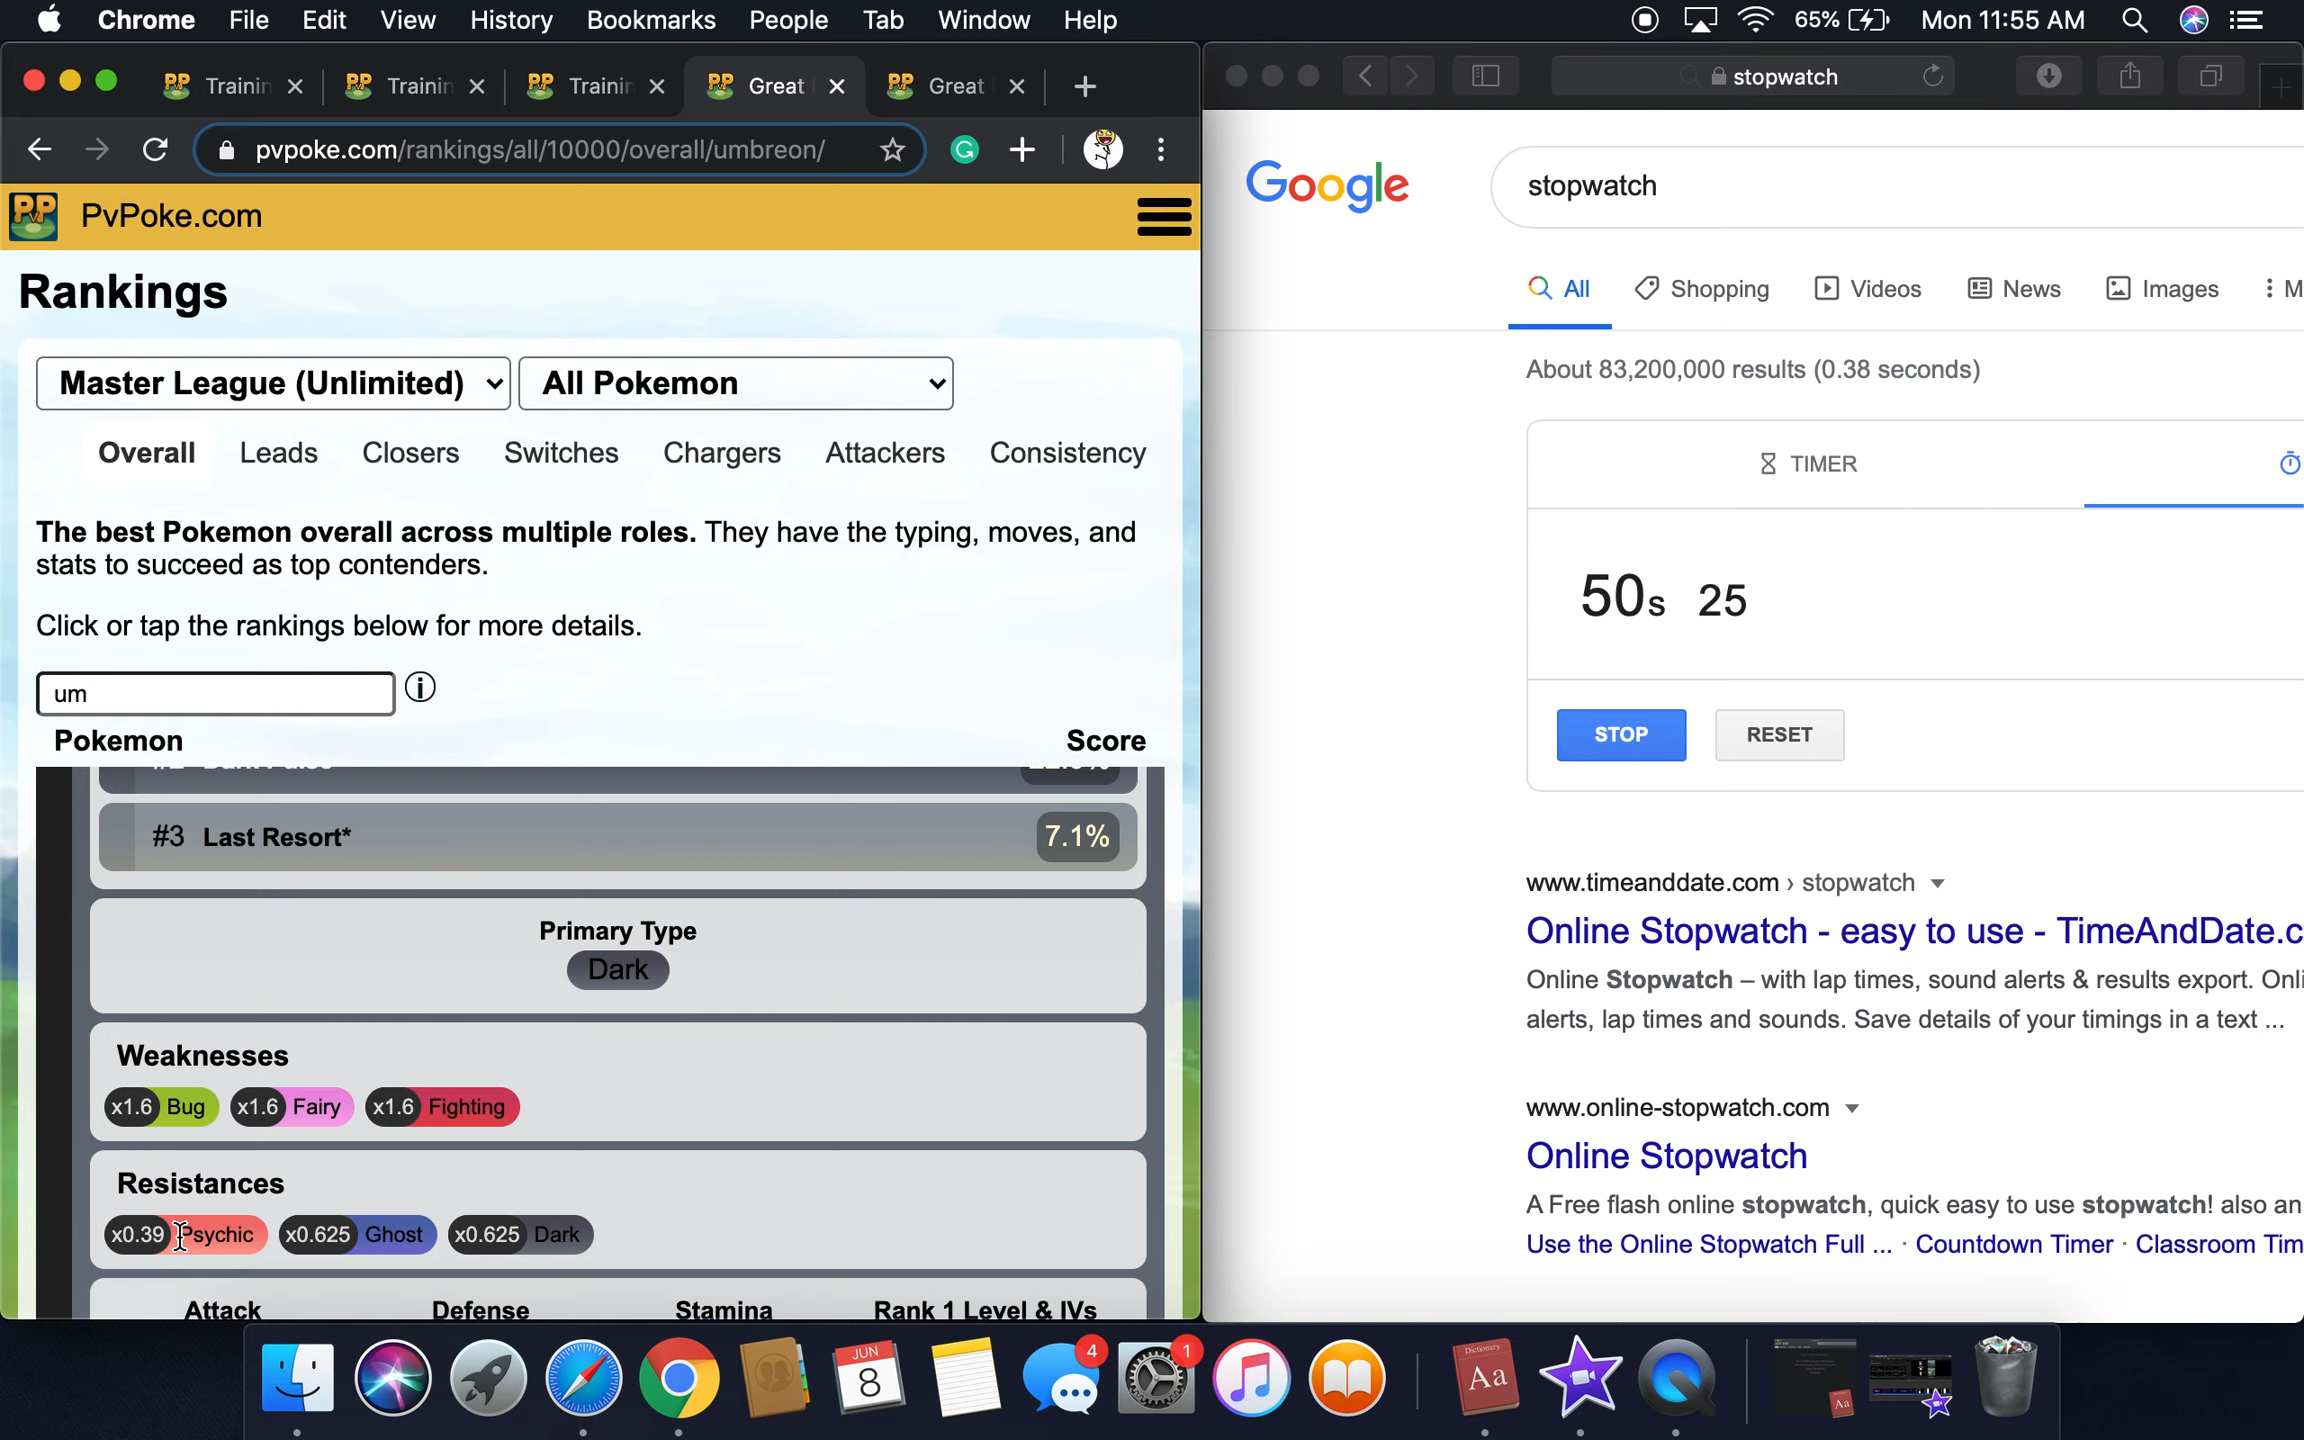 Chrome File Edit View History Bookmarks People Tab Window Help 65% Mon 11:55 AM
Trainin Trainin Trainin Great Great
pvpoke.com/rankings/all/10000/overall/umbreon/
PvPoke.com
Rankings
Master League (Unlimited) All Pokemon
Overall Leads Closers Switches Chargers Attackers Consistency
The best Pokemon overall across multiple roles. They have the typing, moves, and
stats to succeed as top contenders.
Click or tap the rankings below for more details.
um
Pokemon Score
#3 Last Resort* 7.1%
Primary Type
Dark
Weaknesses
x1.6 Bug x1.6 Fairy x1.6 Fighting
Resistances
x0.39 Psychic x0.625 Ghost x0.625 Dark
Attack Defense Stamina Rank 1 Level & IVs
stopwatch
Google stopwatch
All Shopping Videos News Images M
About 83,200,000 results (0.38 seconds)
TIMER
50s 25
STOP RESET
www.timeanddate.com › stopwatch
Online Stopwatch - easy to use - TimeAndDate.c
Online Stopwatch – with lap times, sound alerts & results export. Onli
alerts, lap times and sounds. Save details of your timings in a text ...
www.online-stopwatch.com
Online Stopwatch
A Free flash online stopwatch, quick easy to use stopwatch! also an
Use the Online Stopwatch Full ... · Countdown Timer · Classroom Tim
JUN 8 4 1 Dictionary Aa Aa